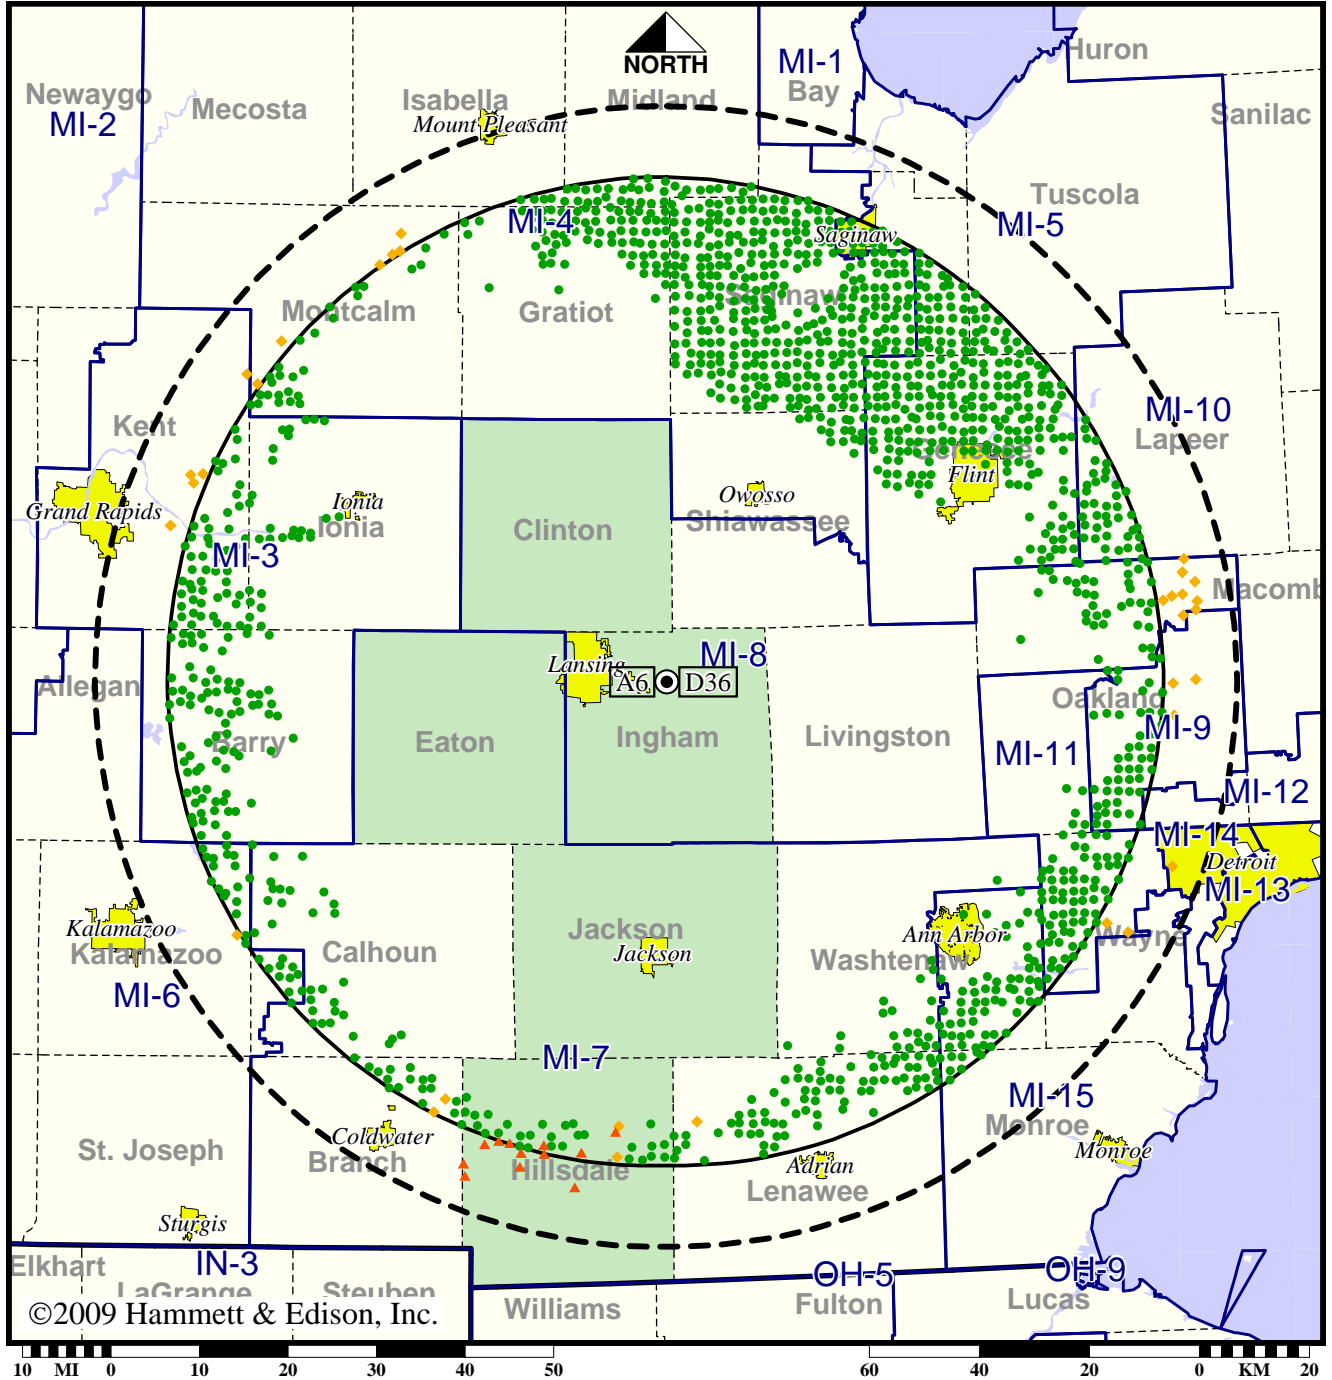 NORTH
MI-1
Bay
Huron
Newaygo
MI-2
Mecosta
Isabella
Mount Pleasant
Midland
Sanilac
Tuscola
MI-5
MI-4
Saginaw
Saginaw
Montcalm
Gratiot
Kent
MI-10
Lapeer
Genesee
Flint
Grand Rapids
Ionia
Ionia
Owosso
Shiawassee
Clinton
MI-3
Macomb
Lansing
A6
D36
MI-8
Allegan
Barry
Eaton
Ingham
Livingston
Oakland
MI-9
MI-11
MI-12
MI-14
Detroit
MI-13
Kalamazoo
Kalamazoo
Calhoun
Jackson
Jackson
Ann Arbor
Washtenaw
Wayne
MI-6
MI-7
MI-15
Monroe
Monroe
St. Joseph
Coldwater
Branch
Hillsdale
Adrian
Lenawee
Sturgis
IN-3
Elkhart
LaGrange
Steuben
OH-5
OH-9
Williams
Fulton
Lucas
©2009 Hammett & Edison, Inc.
10 MI 0 10 20 30 40 50 60 40 20 0 KM 20